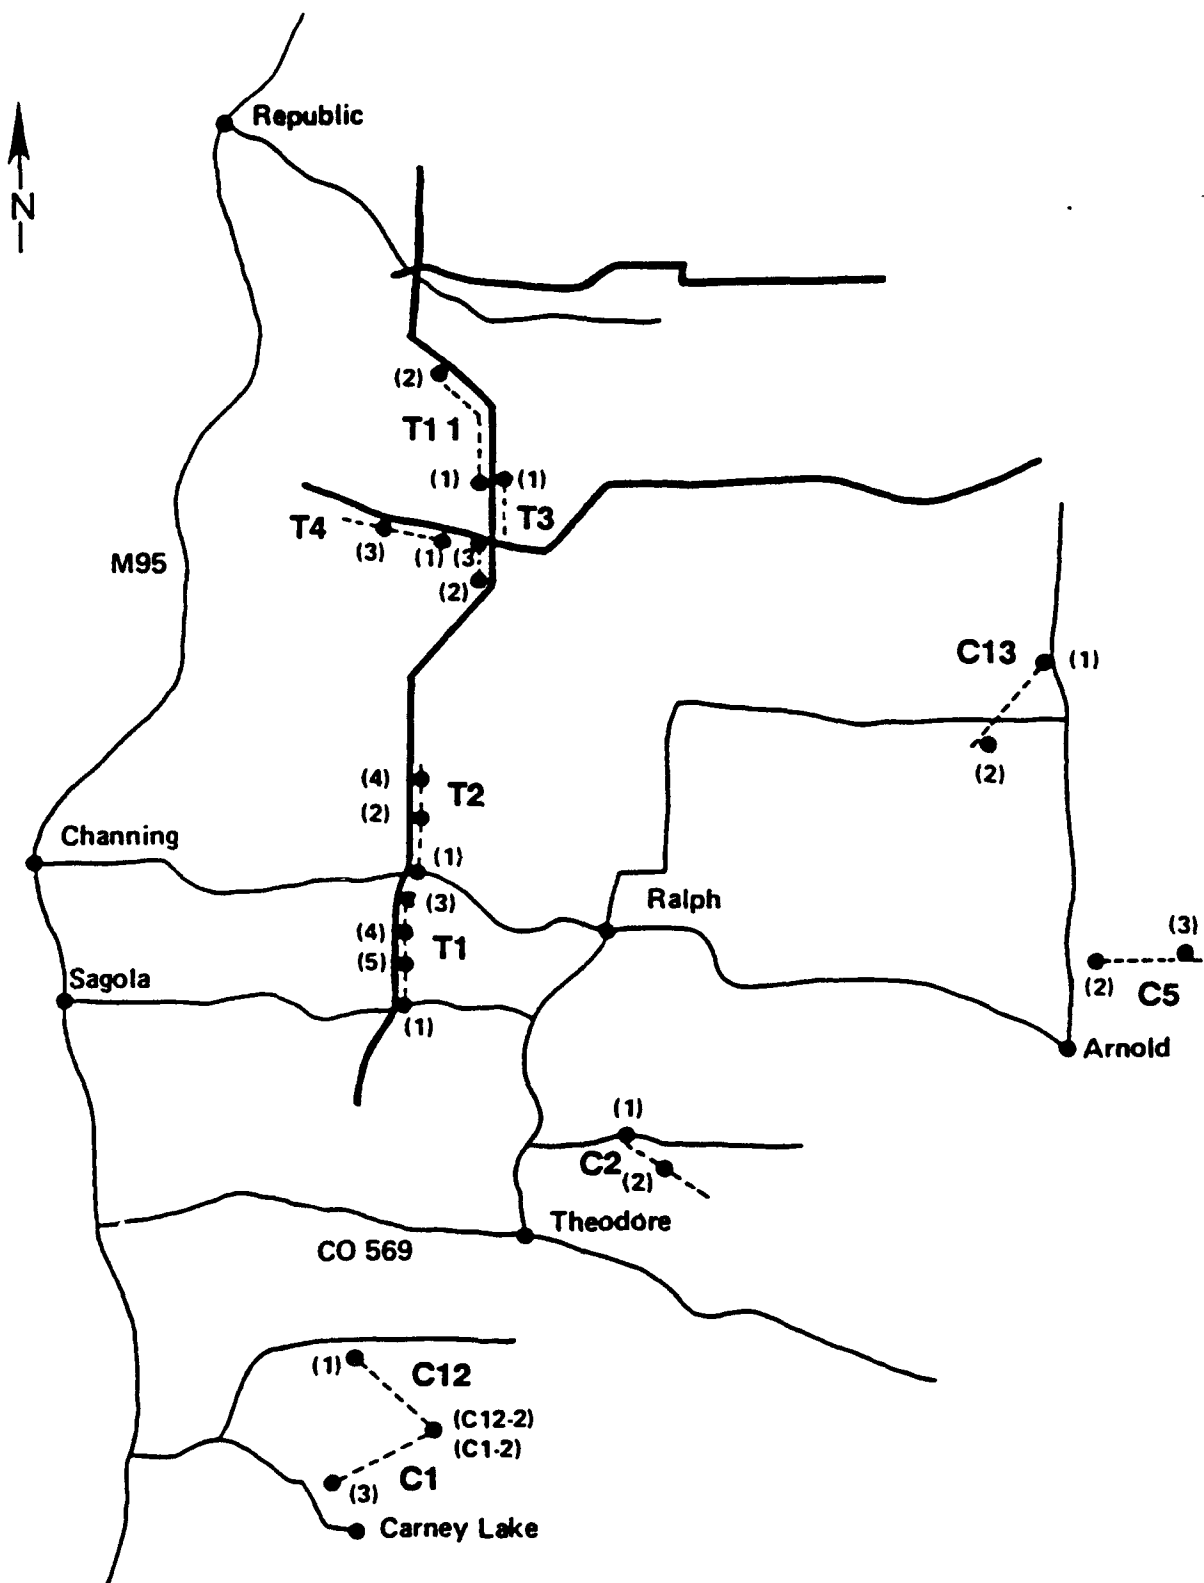 Republic
N
(2)
T11
(1)
(1)
T3
T4
(3)
(1)
(3
(2)
M95
C13
(1)
(2)
(4)
T2
(2)
Channing
(1)
Ralph
(3)
(4)
T1
(5)
(3)
Sagola
(2)
C5
(1)
Arnold
(1)
C2
(2)
Theodore
CO 569
(1)
C12
(C12-2)
(C1-2)
C1
(3)
Carney Lake